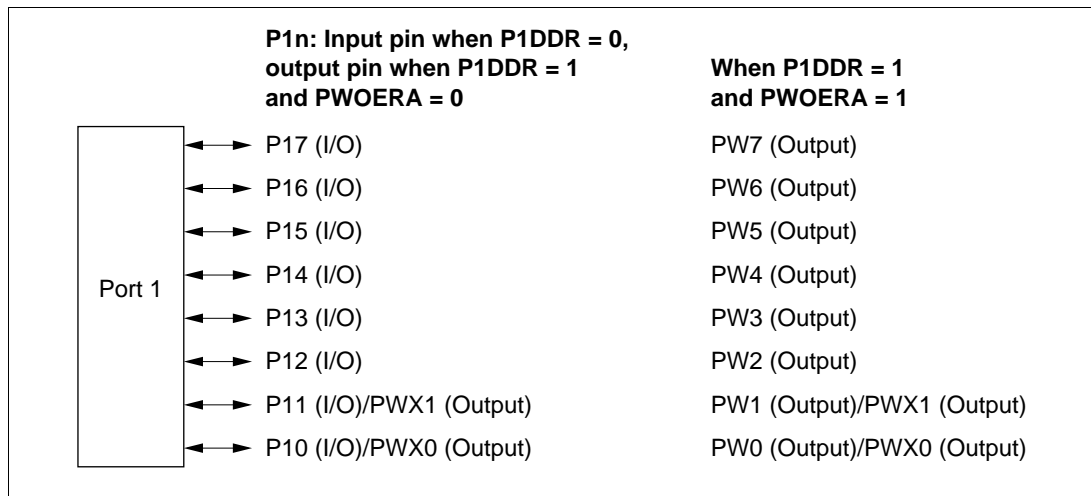 P1n: Input pin when P1DDR = 0,
output pin when P1DDR = 1
and PWOERA = 0
When P1DDR = 1
and PWOERA = 1
Port 1
P17 (I/O) PW7 (Output)
P16 (I/O) PW6 (Output)
P15 (I/O) PW5 (Output)
P14 (I/O) PW4 (Output)
P13 (I/O) PW3 (Output)
P12 (I/O) PW2 (Output)
P11 (I/O)/PWX1 (Output) PW1 (Output)/PWX1 (Output)
P10 (I/O)/PWX0 (Output) PW0 (Output)/PWX0 (Output)